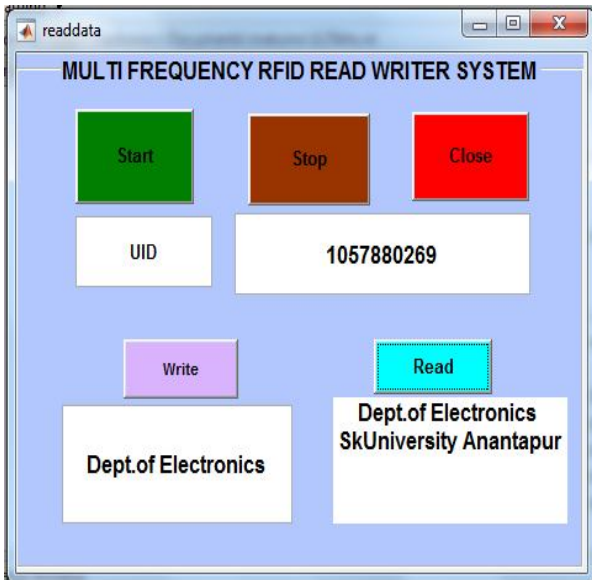 readdata
MULTI FREQUENCY RFID READ WRITER SYSTEM
Start
Stop
Close
UID
1057880269
Write
Read
Dept.of Electronics
Dept.of Electronics
SkUniversity Anantapur